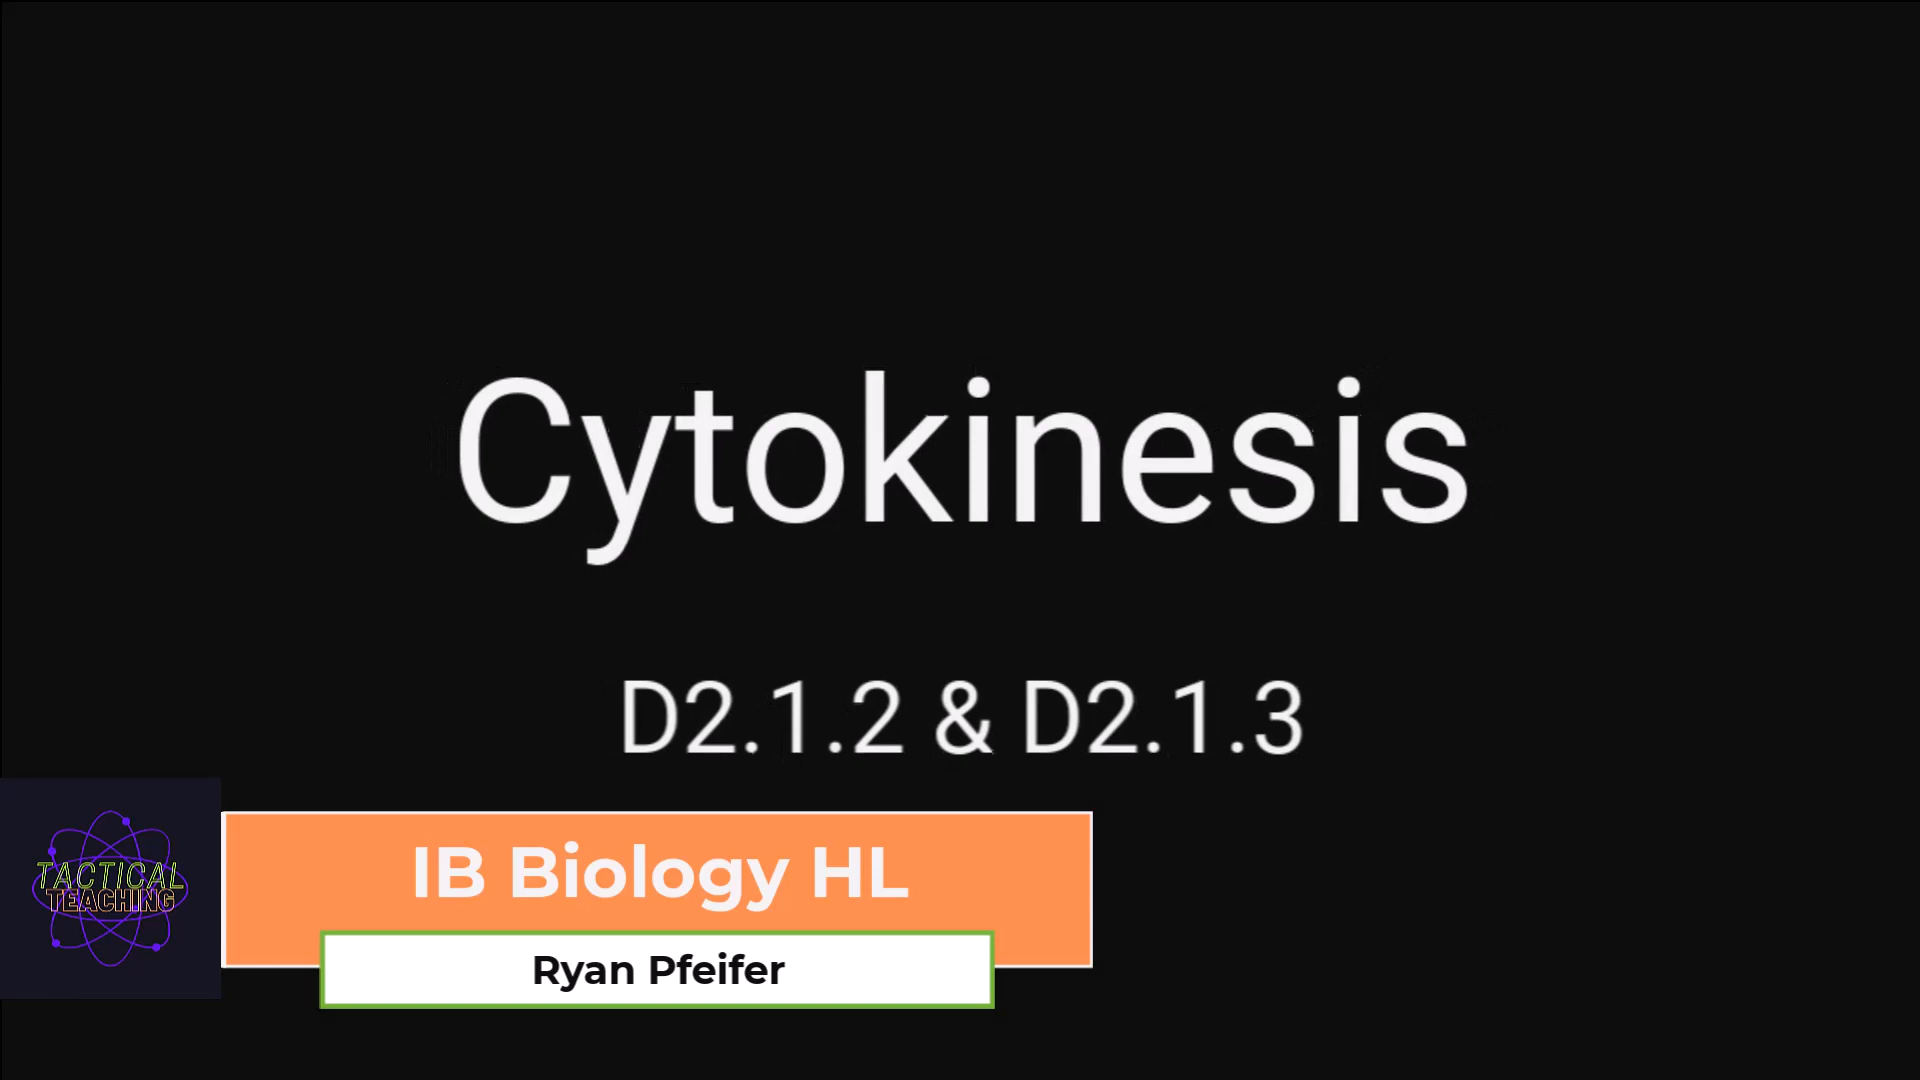 Cytokinesis
D2.1.2 & D2.1.3
TACTICAL
TEACHING
IB Biology HL
Ryan Pfeifer